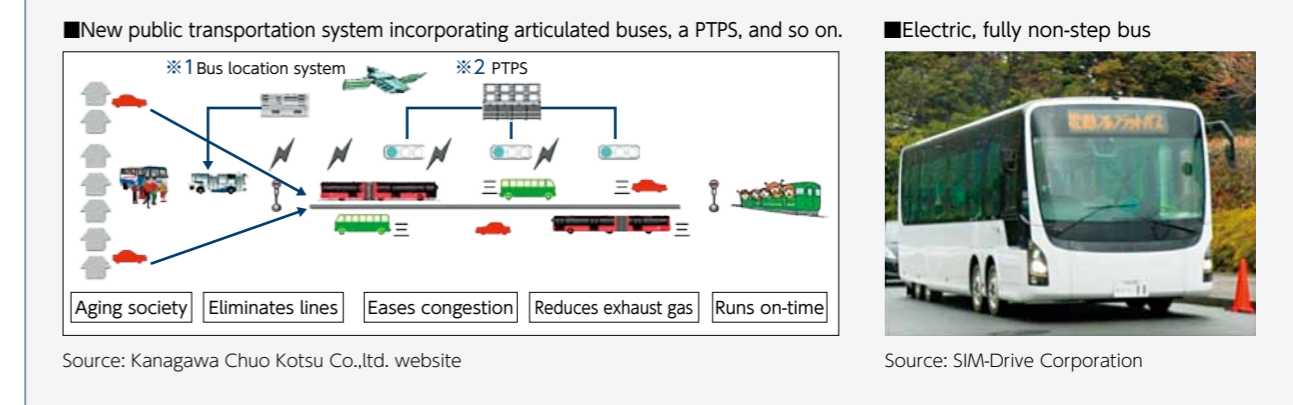 ■New public transportation system incorporating articulated buses, a PTPS, and so on.
※1 Bus location system
※2 PTPS
Aging society
Eliminates lines
Eases congestion
Reduces exhaust gas
Runs on-time
Source: Kanagawa Chuo Kotsu Co.,ltd. website
■Electric, fully non-step bus
Source: SIM-Drive Corporation